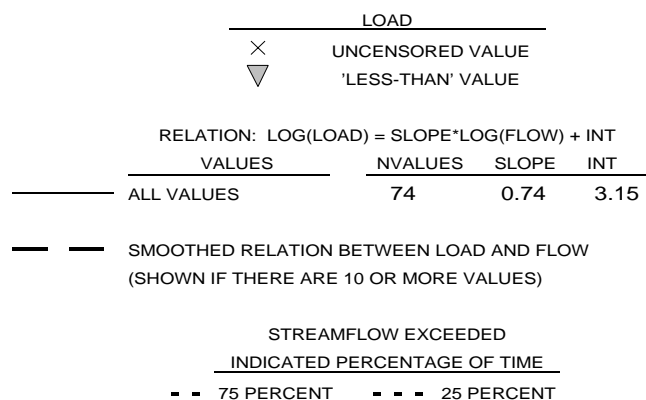 LOAD
UNCENSORED VALUE
'LESS-THAN' VALUE
RELATION: LOG(LOAD) = SLOPE*LOG(FLOW) + INT
VALUES NVALUES SLOPE INT
ALL VALUES 74 0.74 3.15
SMOOTHED RELATION BETWEEN LOAD AND FLOW
(SHOWN IF THERE ARE 10 OR MORE VALUES)
STREAMFLOW EXCEEDED
INDICATED PERCENTAGE OF TIME
75 PERCENT 25 PERCENT